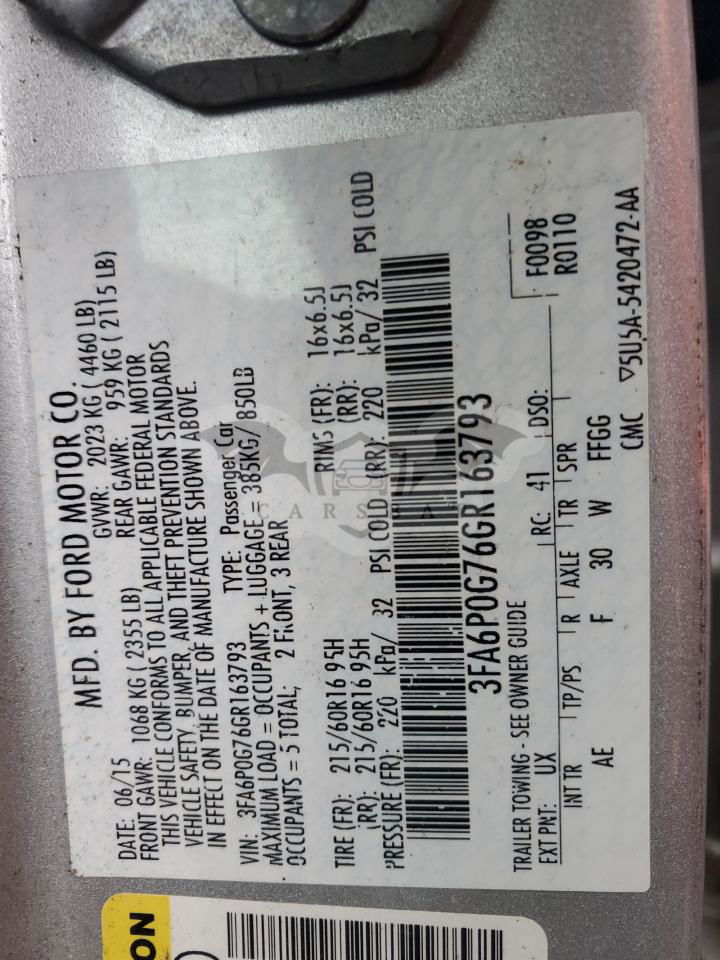 MFD. BY FORD MOTOR CO.
DATE: 06/15 GVWR: 2023 KG ( 4460 LB)
FRONT GAWR: 1068 KG ( 2355 LB) REAR GAWR: 959 KG ( 2115 LB)
THIS VEHICLE CONFORMS TO ALL APPLICABLE FEDERAL MOTOR
VEHICLE SAFETY, BUMPER, AND THEFT PREVENTION STANDARDS
IN EFFECT ON THE DATE OF MANUFACTURE SHOWN ABOVE.
VIN: 3FA6P0G76GR163793 TYPE: Passenger Car
MAXIMUM LOAD = OCCUPANTS + LUGGAGE = 385KG/ 850LB
OCCUPANTS = 5 TOTAL; 2 FRONT, 3 REAR
TIRE (FR): 215/60R16 95H RIMS (FR): 16x6.5J
(RR): 215/60R16 95H (RR): 16x6.5J
PRESSURE (FR): 220 kPa/ 32 PSI COLD (RR): 220 kPa/ 32 PSI COLD
3FA6P0G76GR163793
TRAILER TOWING - SEE OWNER GUIDE
F0098
EXT PNT: UX RC: 41 DSO: R0110
INT TR TP/PS R AXLE TR SPR
AE F 30 W FFGG
CMC ▽5U5A-5420472-AA
ON